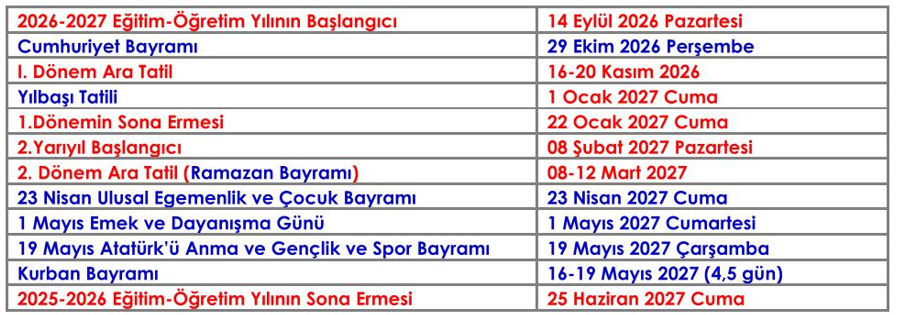 2026-2027 Eğitim-Öğretim Yılının Başlangıcı 14 Eylül 2026 Pazartesi
Cumhuriyet Bayramı 29 Ekim 2026 Perşembe
I. Dönem Ara Tatil 16-20 Kasım 2026
Yılbaşı Tatili 1 Ocak 2027 Cuma
1.Dönemin Sona Ermesi 22 Ocak 2027 Cuma
2.Yarıyıl Başlangıcı 08 Şubat 2027 Pazartesi
2. Dönem Ara Tatil (Ramazan Bayramı) 08-12 Mart 2027
23 Nisan Ulusal Egemenlik ve Çocuk Bayramı 23 Nisan 2027 Cuma
1 Mayıs Emek ve Dayanışma Günü 1 Mayıs 2027 Cumartesi
19 Mayıs Atatürk'ü Anma ve Gençlik ve Spor Bayramı 19 Mayıs 2027 Çarşamba
Kurban Bayramı 16-19 Mayıs 2027 (4,5 gün)
2025-2026 Eğitim-Öğretim Yılının Sona Ermesi 25 Haziran 2027 Cuma